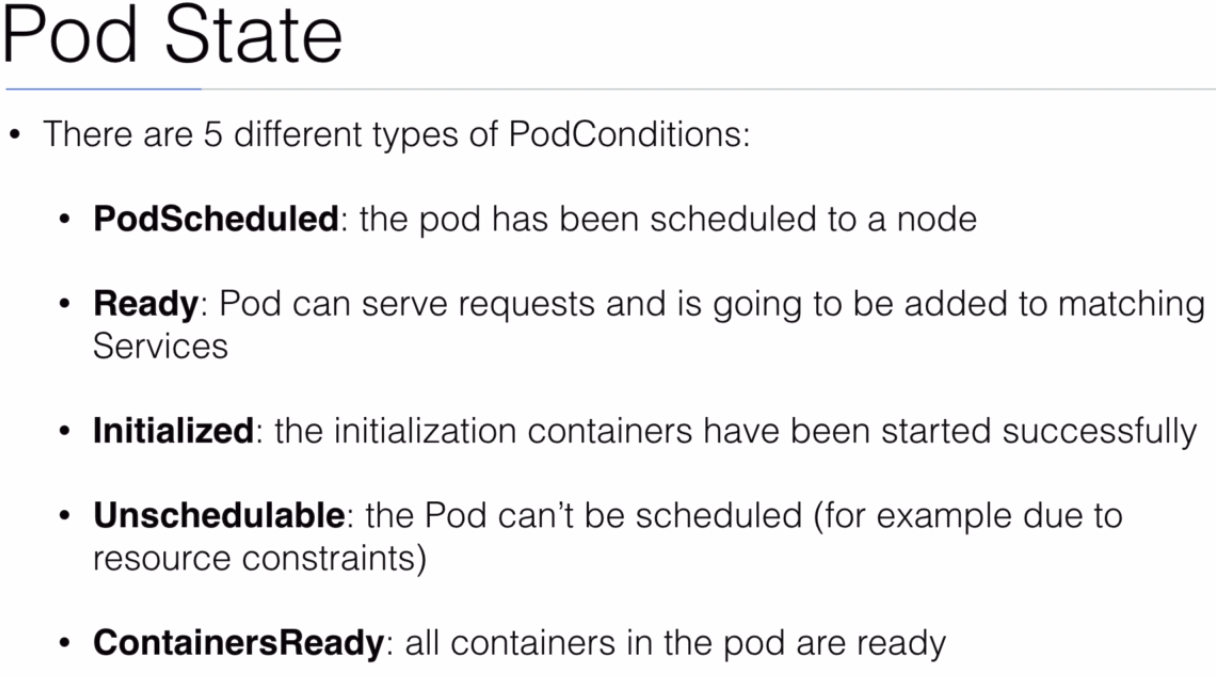 Pod State
• There are 5 different types of PodConditions:
• PodScheduled: the pod has been scheduled to a node
• Ready: Pod can serve requests and is going to be added to matching
Services
• Initialized: the initialization containers have been started successfully
• Unschedulable: the Pod can't be scheduled (for example due to
resource constraints)
• ContainersReady: all containers in the pod are ready